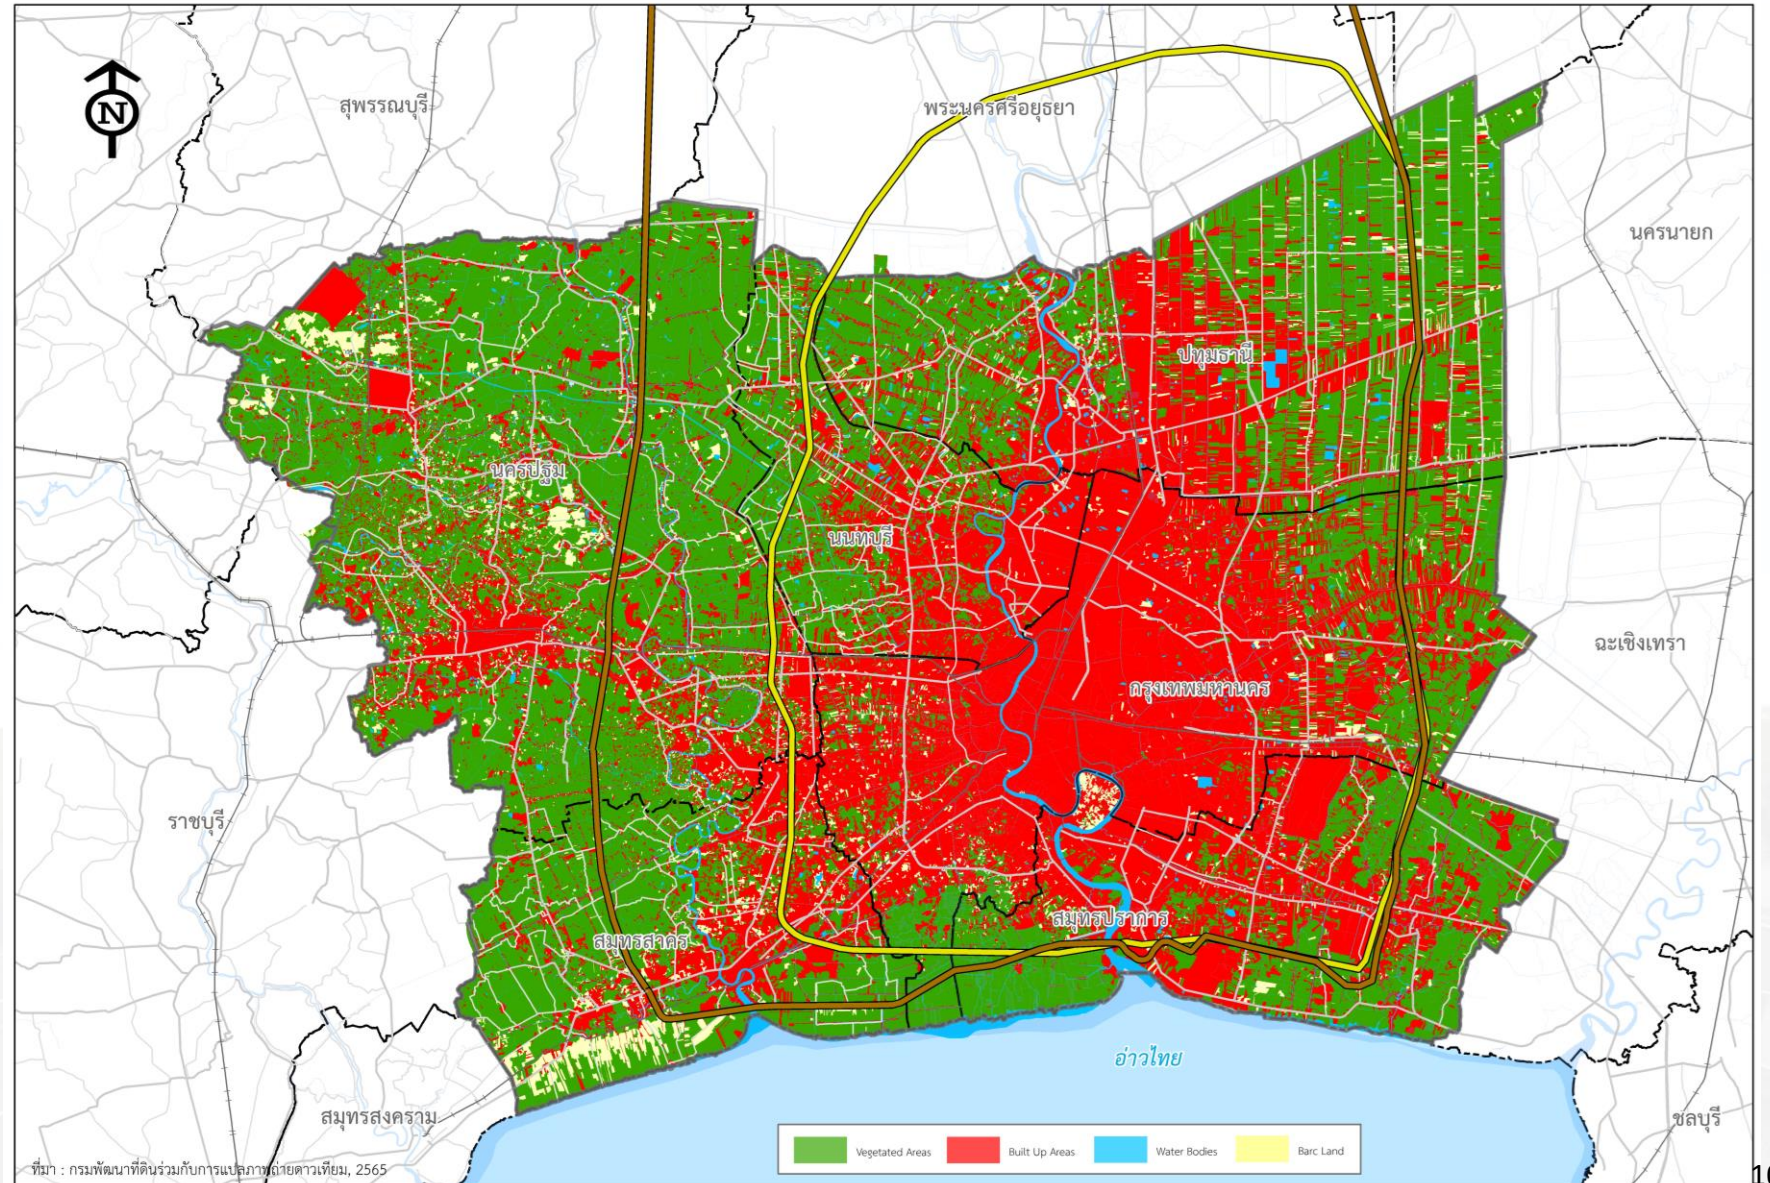 N
สุพรรณบุรี
พระนครศรีอยุธยา
นครนายก
ปทุมธานี
นครปฐม
นนทบุรี
ฉะเชิงเทรา
กรุงเทพมหานคร
ราชบุรี
สมุทรปราการ
สมุทรสาคร
อ่าวไทย
สมุทรสงคราม
ชลบุรี
Vegetated Areas
Built Up Areas
Water Bodies
Barc Land
ที่มา : กรมพัฒนาที่ดินร่วมกับการแปลภาพถ่ายดาวเทียม, 2565